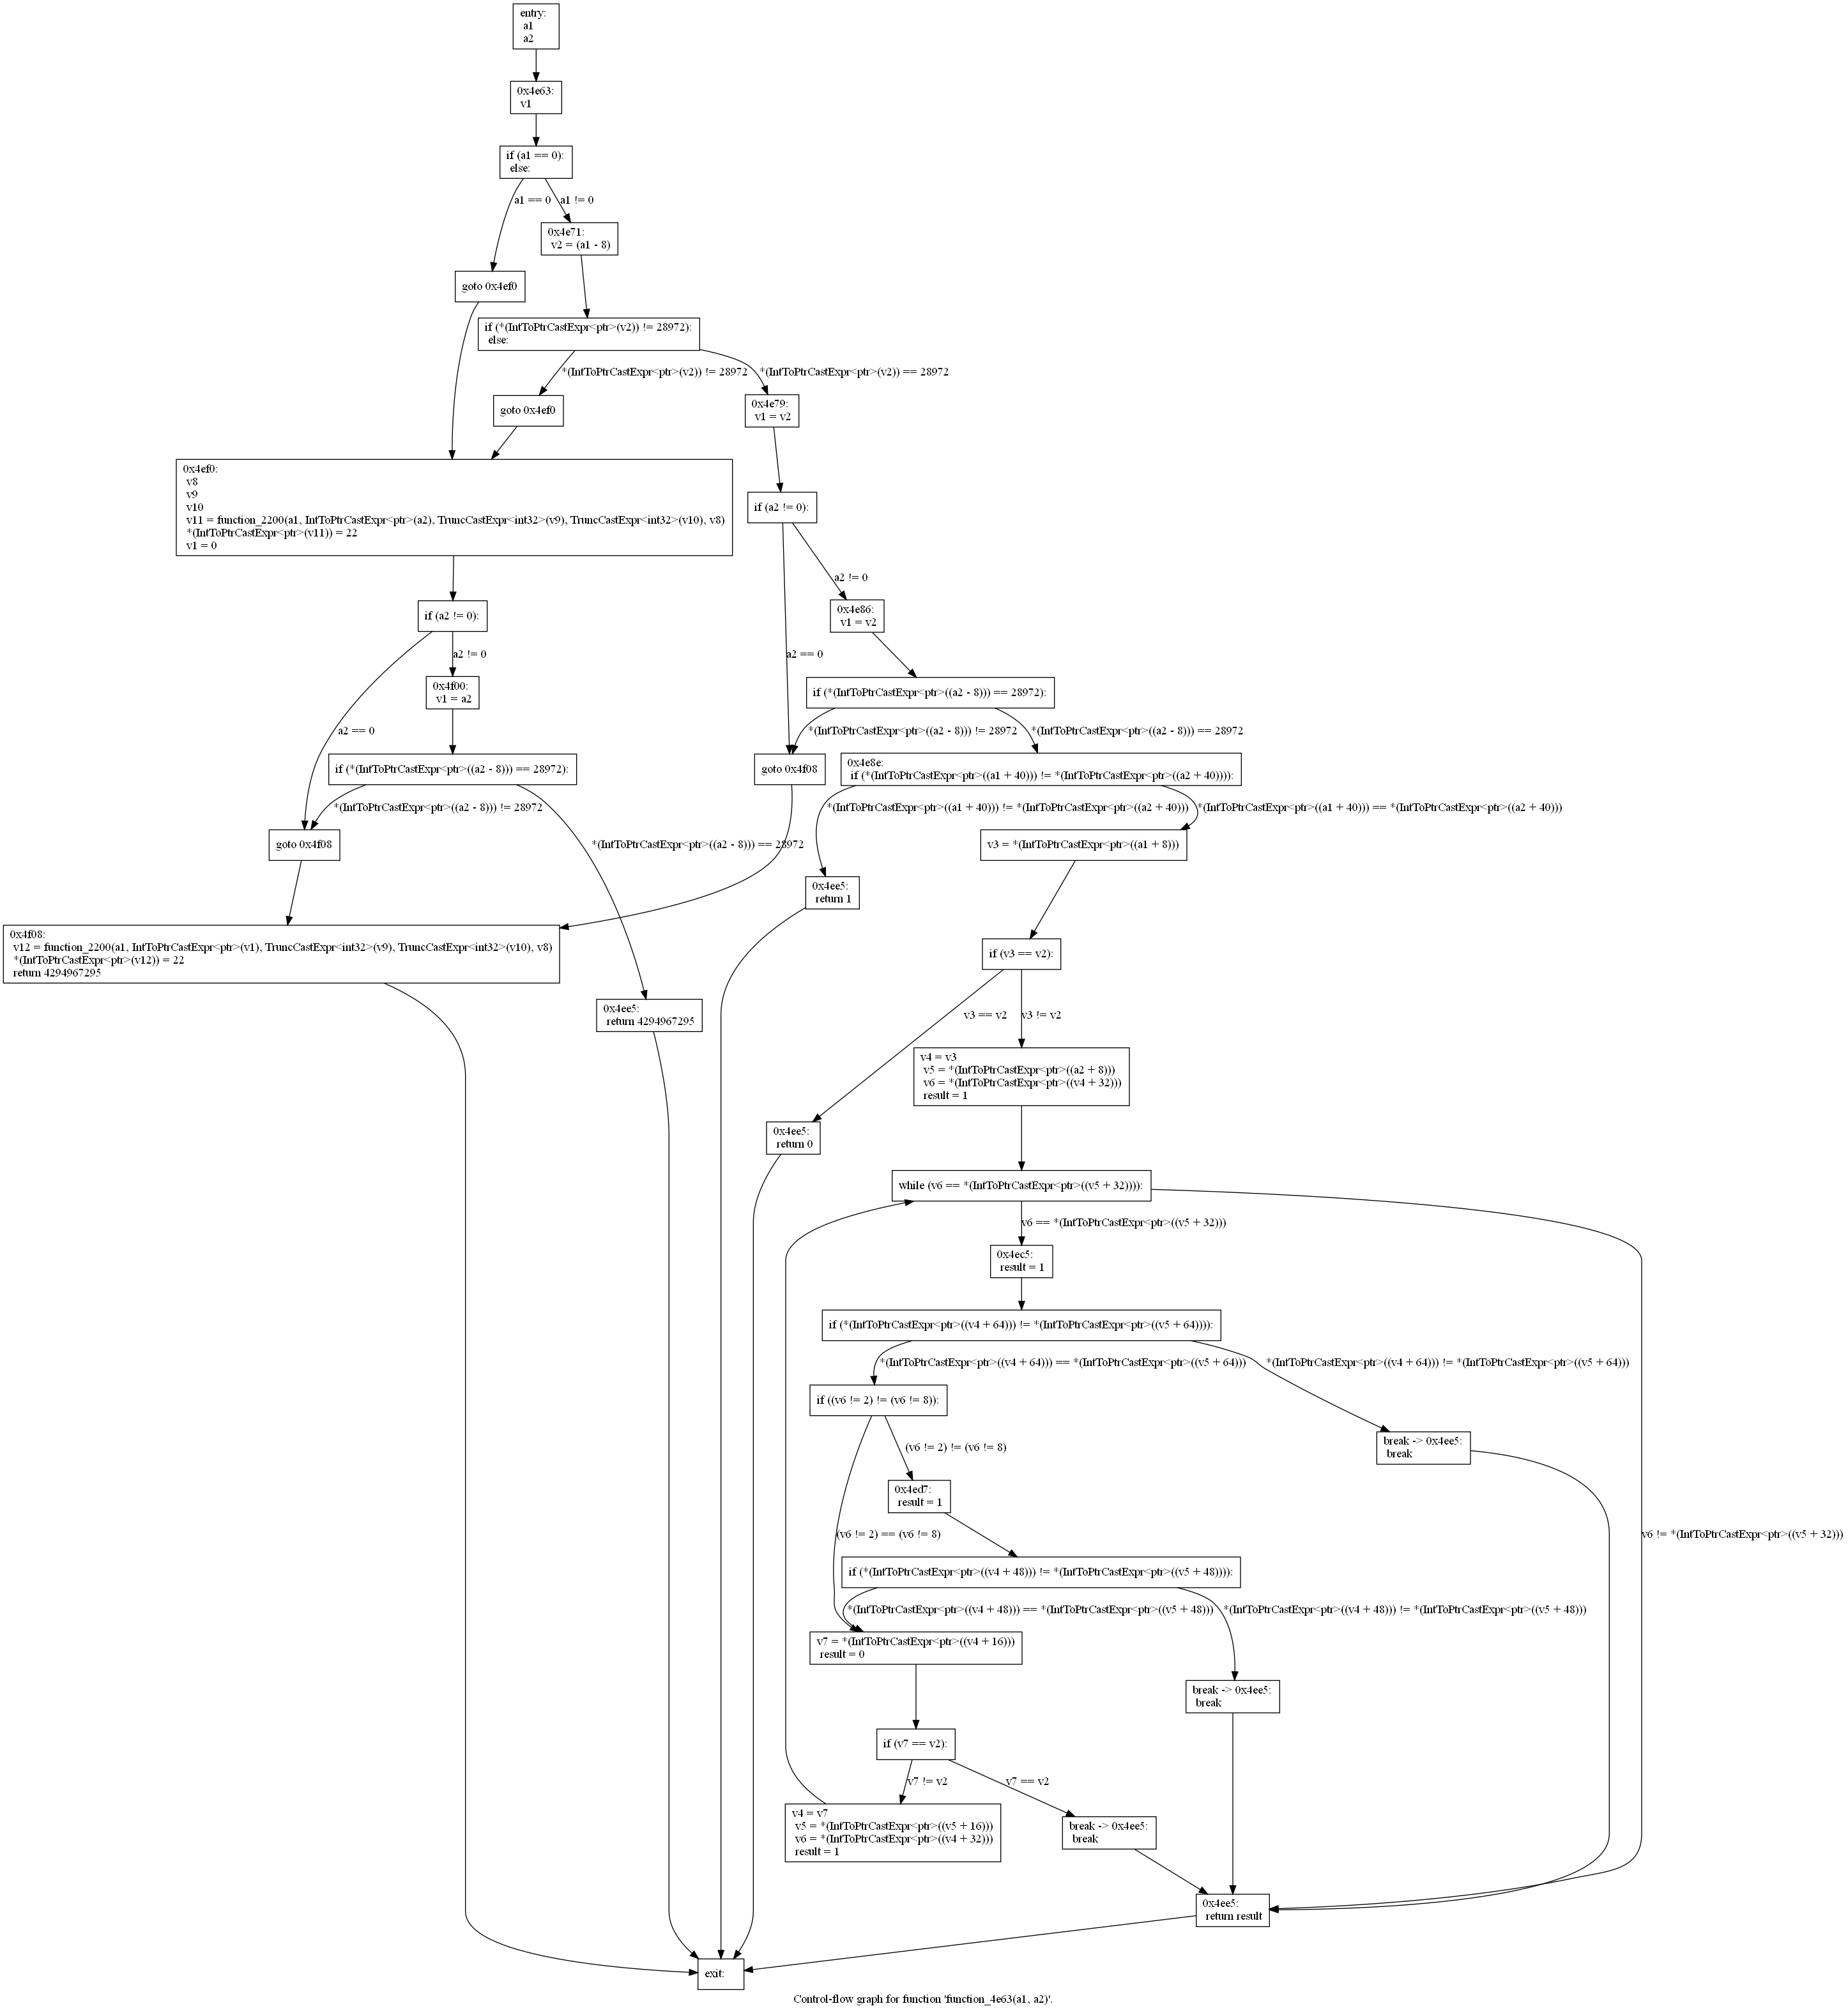 entry:
a1
a2
0x4e63:
v1
if (a1 == 0):
else:
a1 == 0
a1 != 0
0x4e71:
v2 = (a1 - 8)
goto 0x4ef0
if (*(IntToPtrCastExpr<ptr>(v2)) != 28972):
else:
*(IntToPtrCastExpr<ptr>(v2)) != 28972
*(IntToPtrCastExpr<ptr>(v2)) == 28972
goto 0x4ef0
0x4e79:
v1 = v2
0x4ef0:
v8
v9
v10
v11 = function_2200(a1, IntToPtrCastExpr<ptr>(a2), TruncCastExpr<int32>(v9), TruncCastExpr<int32>(v10), v8)
*(IntToPtrCastExpr<ptr>(v11)) = 22
v1 = 0
if (a2 != 0):
a2 != 0
0x4e86:
v1 = v2
if (a2 != 0):
a2 != 0
a2 == 0
0x4f00:
v1 = a2
if (*(IntToPtrCastExpr<ptr>((a2 - 8))) == 28972):
a2 == 0
*(IntToPtrCastExpr<ptr>((a2 - 8))) != 28972
*(IntToPtrCastExpr<ptr>((a2 - 8))) == 28972
if (*(IntToPtrCastExpr<ptr>((a2 - 8))) == 28972):
goto 0x4f08
0x4e8e:
if (*(IntToPtrCastExpr<ptr>((a1 + 40))) != *(IntToPtrCastExpr<ptr>((a2 + 40)))):
*(IntToPtrCastExpr<ptr>((a2 - 8))) != 28972
*(IntToPtrCastExpr<ptr>((a1 + 40))) != *(IntToPtrCastExpr<ptr>((a2 + 40)))
*(IntToPtrCastExpr<ptr>((a1 + 40))) == *(IntToPtrCastExpr<ptr>((a2 + 40)))
goto 0x4f08
*(IntToPtrCastExpr<ptr>((a2 - 8))) == 28972
v3 = *(IntToPtrCastExpr<ptr>((a1 + 8)))
0x4ee5:
return 1
0x4f08:
v12 = function_2200(a1, IntToPtrCastExpr<ptr>(v1), TruncCastExpr<int32>(v9), TruncCastExpr<int32>(v10), v8)
*(IntToPtrCastExpr<ptr>(v12)) = 22
return 4294967295
if (v3 == v2):
0x4ee5:
return 4294967295
v3 == v2
v3 != v2
v4 = v3
v5 = *(IntToPtrCastExpr<ptr>((a2 + 8)))
v6 = *(IntToPtrCastExpr<ptr>((v4 + 32)))
result = 1
0x4ee5:
return 0
while (v6 == *(IntToPtrCastExpr<ptr>((v5 + 32)))):
v6 == *(IntToPtrCastExpr<ptr>((v5 + 32)))
0x4ec5:
result = 1
if (*(IntToPtrCastExpr<ptr>((v4 + 64))) != *(IntToPtrCastExpr<ptr>((v5 + 64)))):
*(IntToPtrCastExpr<ptr>((v4 + 64))) == *(IntToPtrCastExpr<ptr>((v5 + 64)))
*(IntToPtrCastExpr<ptr>((v4 + 64))) != *(IntToPtrCastExpr<ptr>((v5 + 64)))
if ((v6 != 2) != (v6 != 8)):
break -> 0x4ee5:
break
(v6 != 2) != (v6 != 8)
0x4ed7:
result = 1
(v6 != 2) == (v6 != 8)
v6 != *(IntToPtrCastExpr<ptr>((v5 + 32)))
if (*(IntToPtrCastExpr<ptr>((v4 + 48))) != *(IntToPtrCastExpr<ptr>((v5 + 48)))):
*(IntToPtrCastExpr<ptr>((v4 + 48))) == *(IntToPtrCastExpr<ptr>((v5 + 48)))
*(IntToPtrCastExpr<ptr>((v4 + 48))) != *(IntToPtrCastExpr<ptr>((v5 + 48)))
v7 = *(IntToPtrCastExpr<ptr>((v4 + 16)))
result = 0
break -> 0x4ee5:
break
if (v7 == v2):
v7 != v2
v7 == v2
v4 = v7
v5 = *(IntToPtrCastExpr<ptr>((v5 + 16)))
v6 = *(IntToPtrCastExpr<ptr>((v4 + 32)))
result = 1
break -> 0x4ee5:
break
0x4ee5:
return result
exit:
Control-flow graph for function 'function_4e63(a1, a2)'.